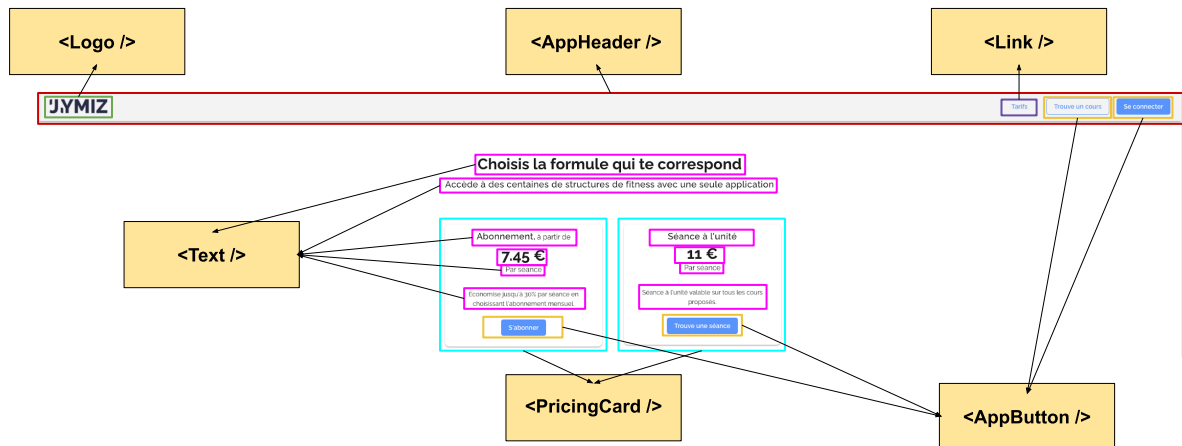 <Logo />
<AppHeader />
<Link />
'JYMIZ
Tarifs
Trouve un cours
Se connecter
Choisis la formule qui te correspond
Accède à des centaines de structures de fitness avec une seule application
<Text />
Abonnement, à partir de
7.45 €
Par séance
Economise jusqu'à 30% par séance en
choisissant l'abonnement mensuel.
S'abonner
Séance à l'unité
11 €
Par séance
Séance à l'unité valable sur tous les cours
proposés.
Trouve une séance
<PricingCard />
<AppButton />